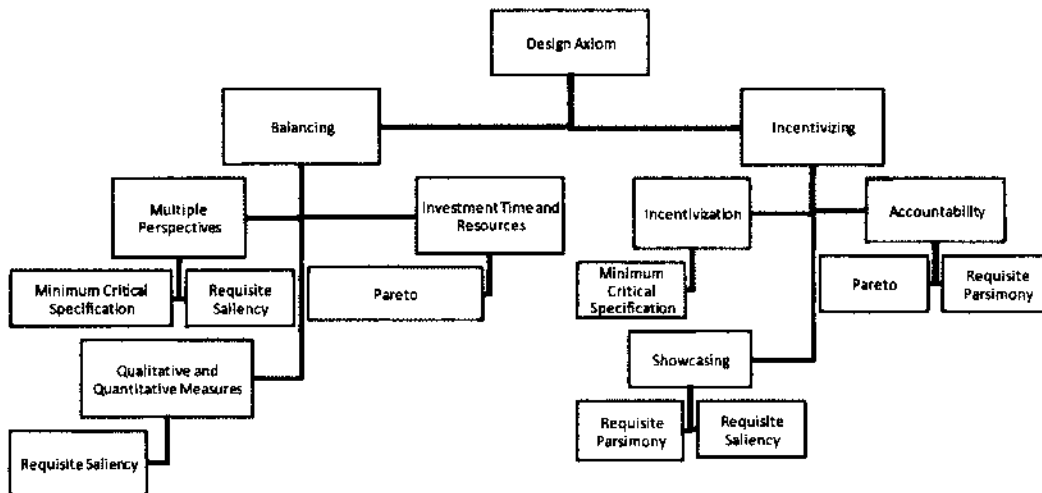 Design Axiom
Balancing
Incentivizing
Multiple
Perspectives
Investment Time and
Resources
Incentivization
Accountability
Minimum Critical
Specification
Requisite
Saliency
Pareto
Minimum
Critical
Specification
Pareto
Requisite
Parsimony
Qualitative and
Quantitative Measures
Showcasing
Requisite Saliency
Requisite
Parsimony
Requisite
Saliency